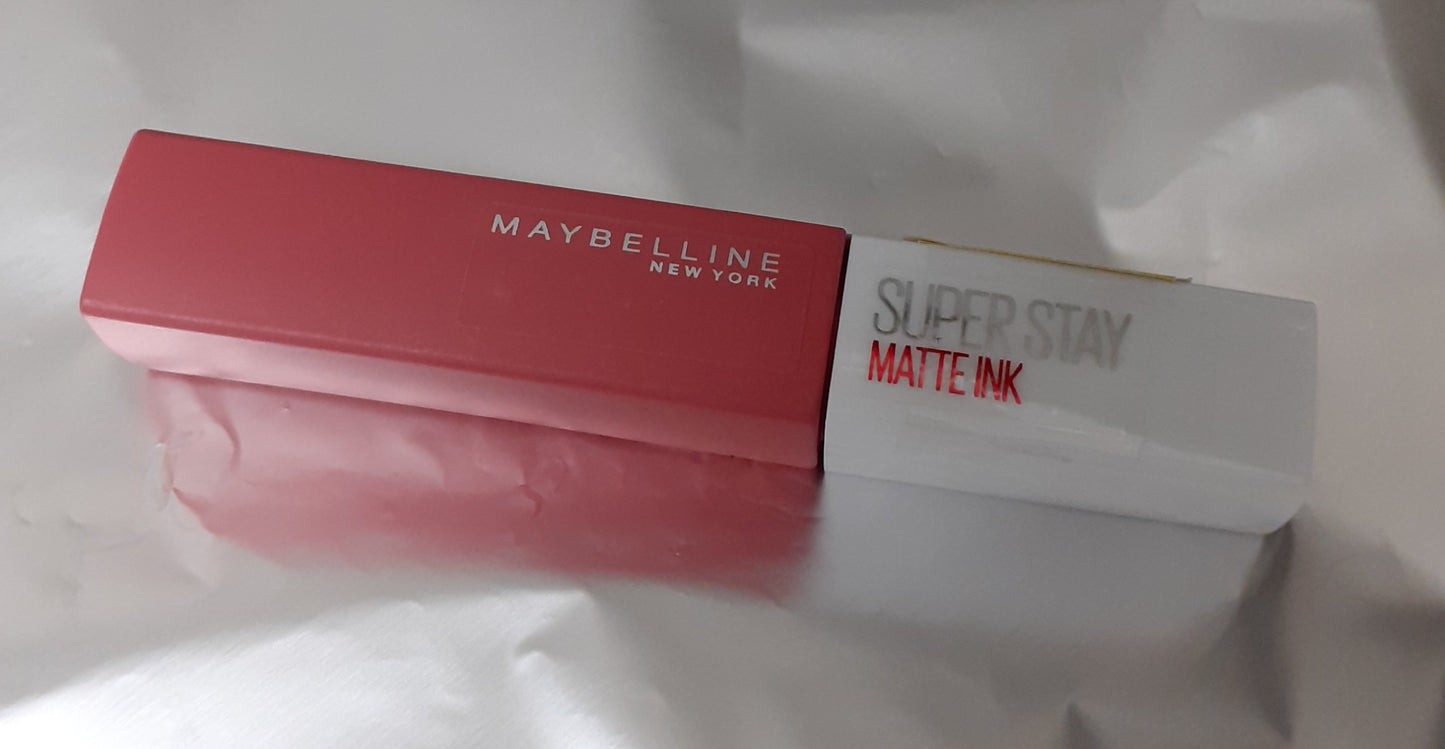 MAYBELLINE
NEW YORK
SUPER STAY
MATTE INK